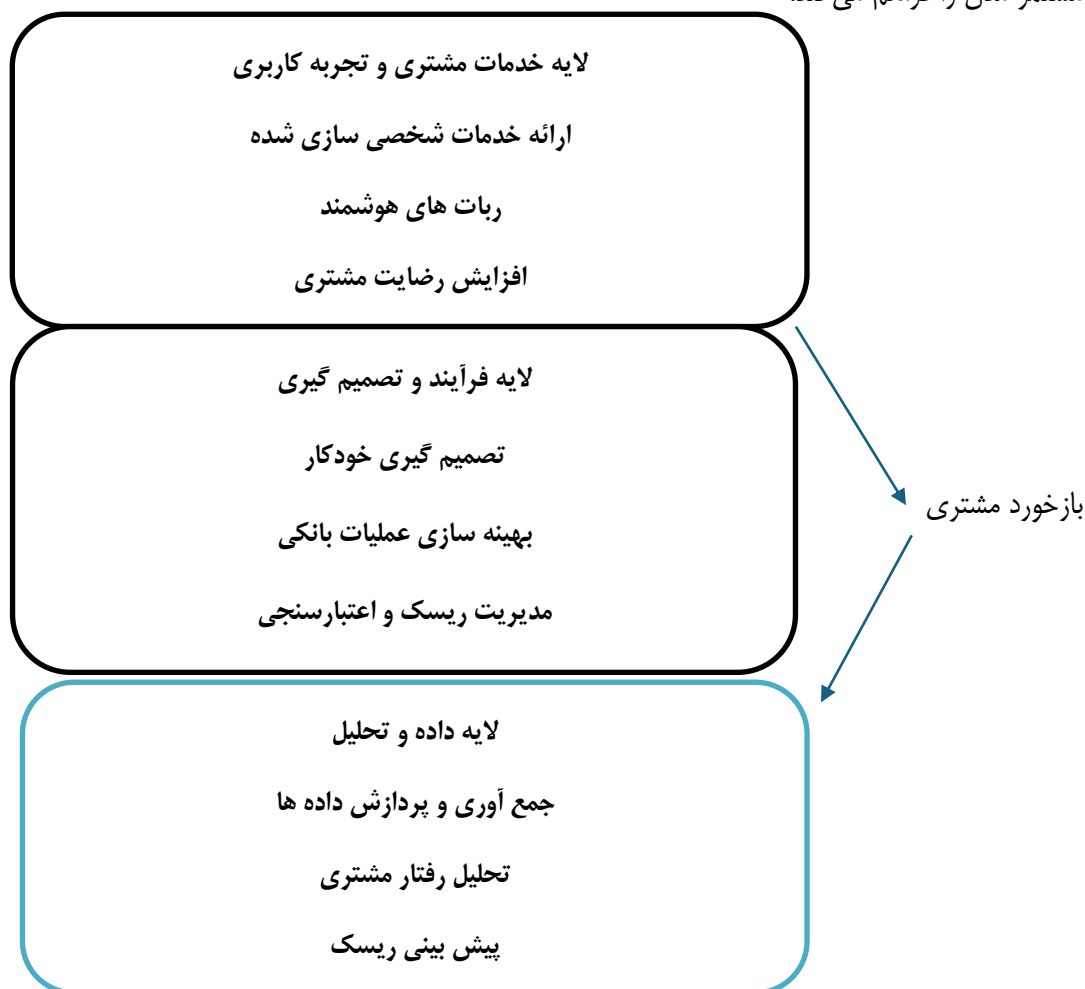 لایه خدمات مشتری و تجربه کاربری
ارائه خدمات شخصی سازی شده
ربات های هوشمند
افزایش رضایت مشتری
لایه فرآیند و تصمیم گیری
تصمیم گیری خودکار
بهینه سازی عملیات بانکی
مدیریت ریسک و اعتبارسنجی
بازخورد مشتری
لایه داده و تحلیل
جمع آوری و پردازش داده ها
تحلیل رفتار مشتری
پیش بینی ریسک